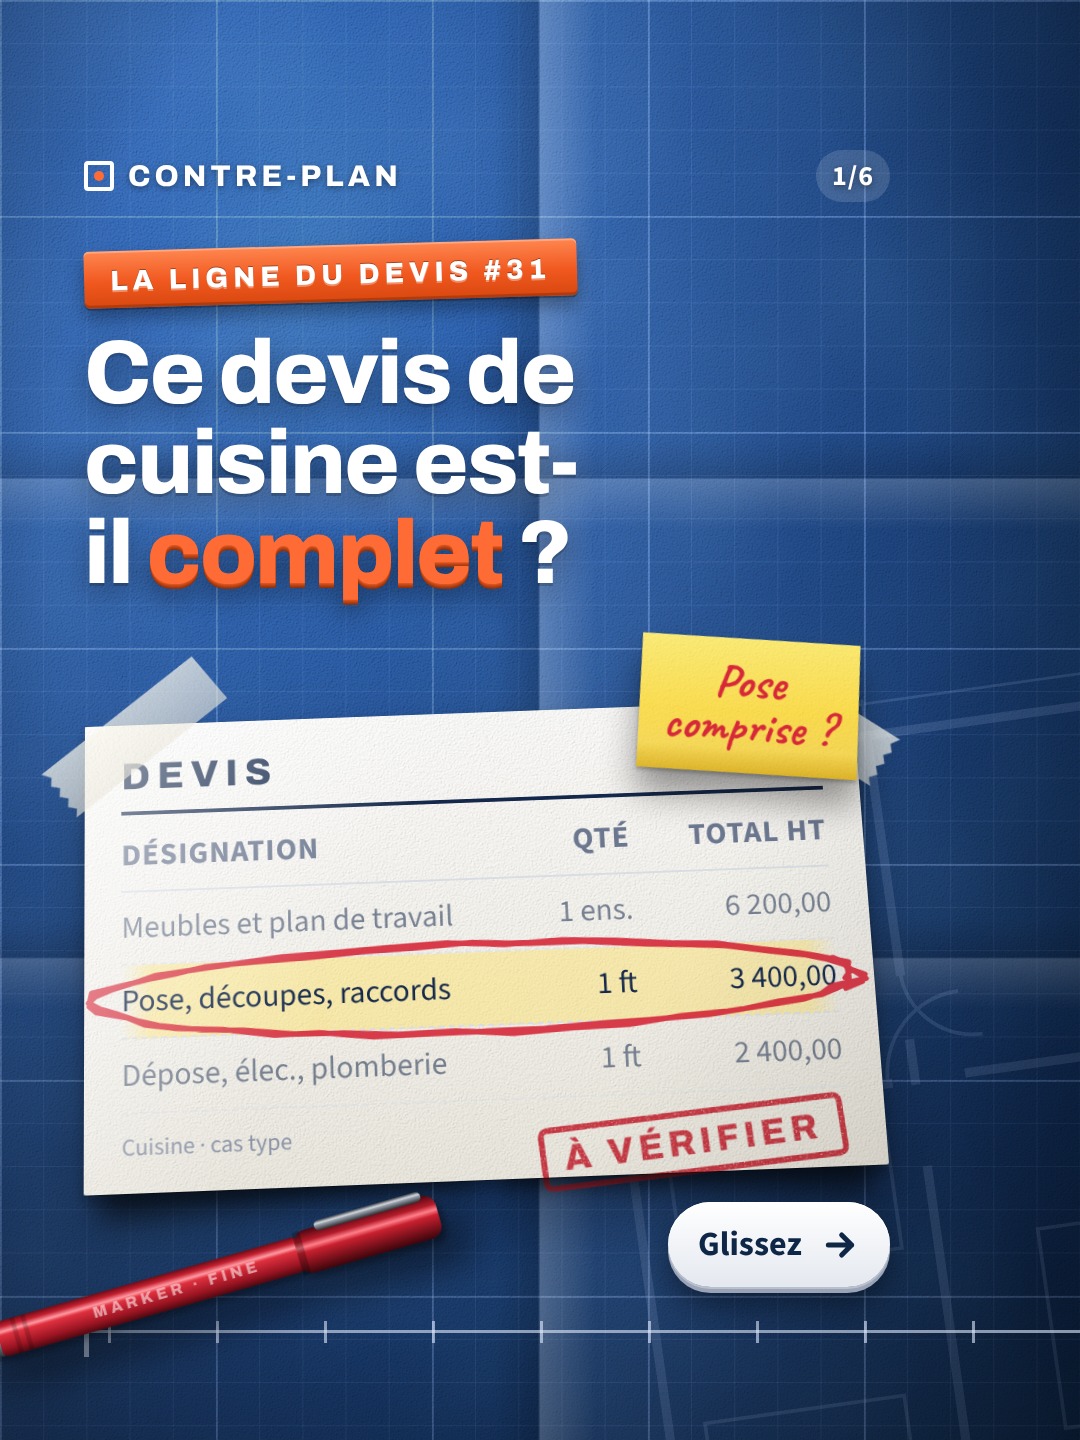 CONTRE-PLAN
1/6
LA LIGNE DU DEVIS #31
Ce devis de
cuisine est-
il complet ?
Pose
comprise ?
DEVIS
DÉSIGNATION QTÉ TOTAL HT
Meubles et plan de travail 1 ens. 6 200,00
Pose, découpes, raccords 1 ft 3 400,00
Dépose, élec., plomberie 1 ft 2 400,00
Cuisine · cas type
À VÉRIFIER
Glissez
MARKER · FINE